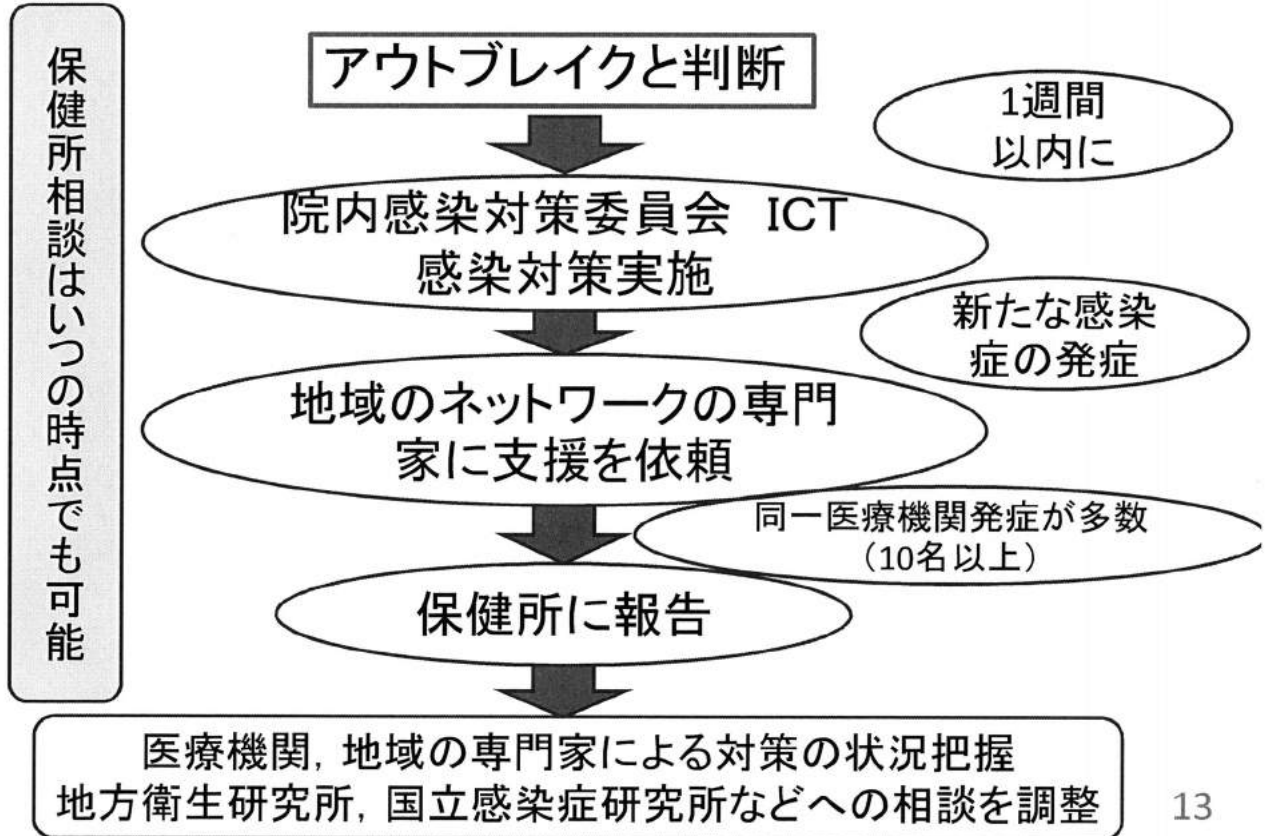 保健所相談はいつの時点でも可能
アウトブレイクと判断
1週間
以内に
院内感染対策委員会 ICT
感染対策実施
新たな感染
症の発症
地域のネットワークの専門
家に支援を依頼
同一医療機関発症が多数
（10名以上）
保健所に報告
医療機関，地域の専門家による対策の状況把握
地方衛生研究所，国立感染症研究所などへの相談を調整
13